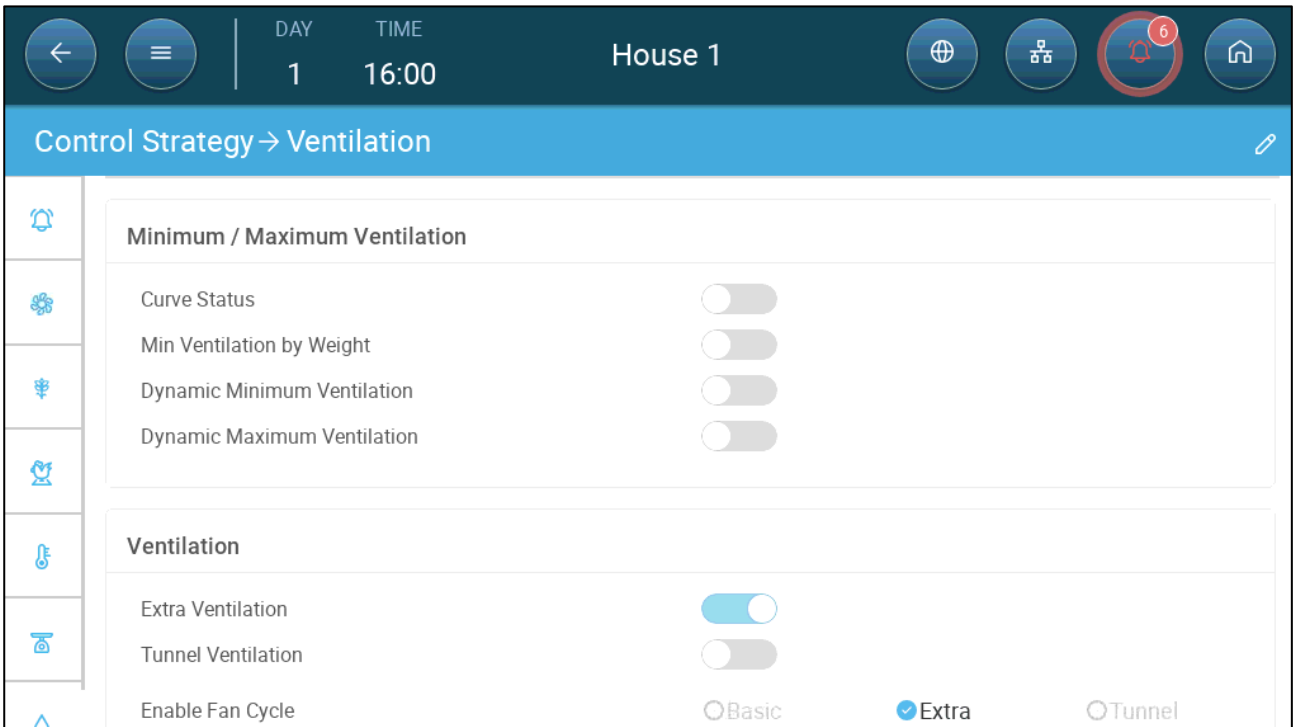 DAY TIME
1 16:00 House 1 6
Control Strategy → Ventilation
Minimum / Maximum Ventilation
Curve Status
Min Ventilation by Weight
Dynamic Minimum Ventilation
Dynamic Maximum Ventilation
Ventilation
Extra Ventilation
Tunnel Ventilation
Enable Fan Cycle Basic Extra Tunnel